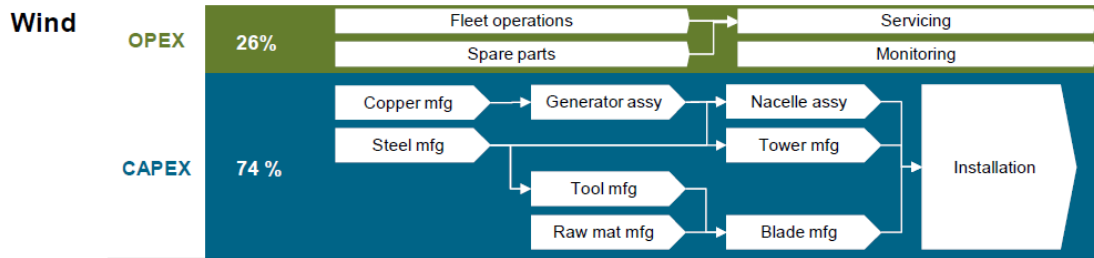 Wind
OPEX
26%
Fleet operations
Servicing
Spare parts
Monitoring
CAPEX
74 %
Copper mfg
Generator assy
Nacelle assy
Steel mfg
Tower mfg
Installation
Tool mfg
Raw mat mfg
Blade mfg